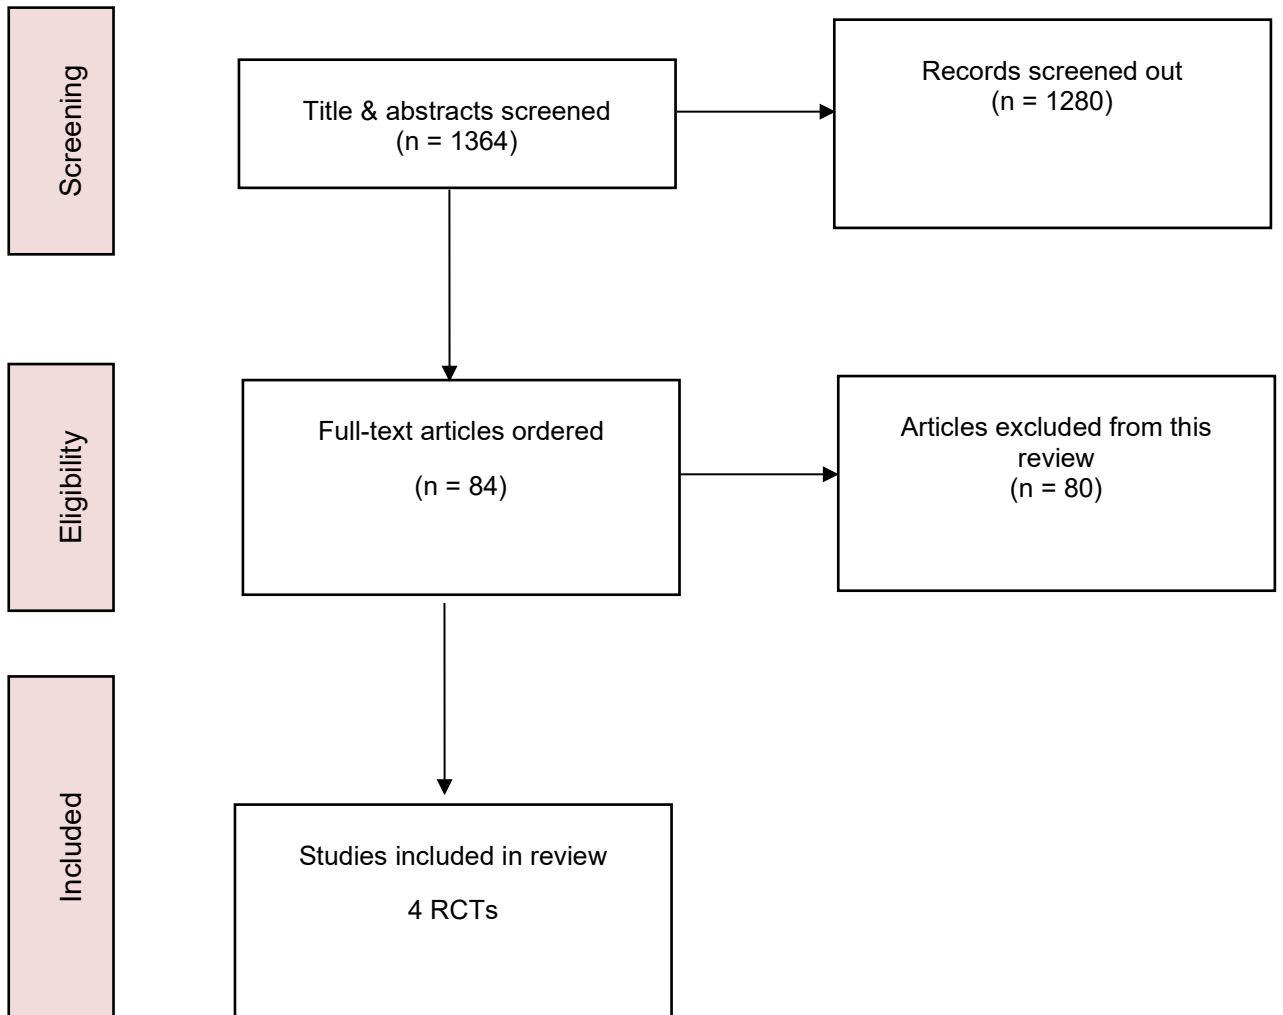 Screening
Title & abstracts screened
(n = 1364)
Records screened out
(n = 1280)
Eligibility
Full-text articles ordered
(n = 84)
Articles excluded from this
review
(n = 80)
Included
Studies included in review
4 RCTs